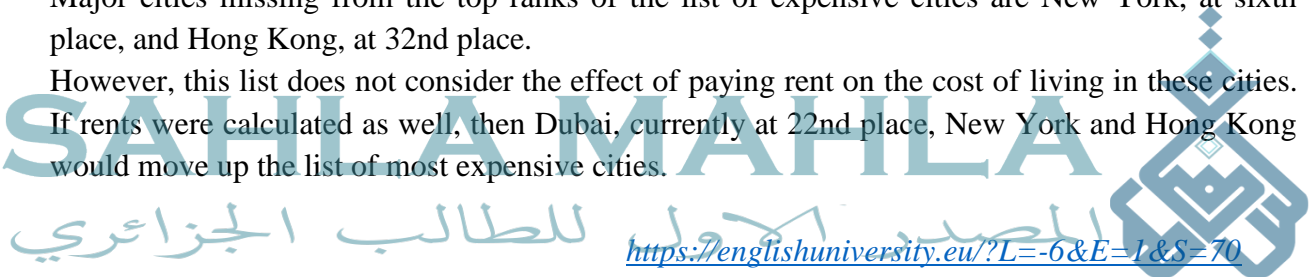 Major cities missing from the top ranks of the list of expensive cities are New York, at sixth
place, and Hong Kong, at 32nd place.
However, this list does not consider the effect of paying rent on the cost of living in these cities.
If rents were calculated as well, then Dubai, currently at 22nd place, New York and Hong Kong
would move up the list of most expensive cities.
SAHLA MAHLA
المصدر الاول للطالب الجزائري
https://englishuniversity.eu/?L=-6&E=1&S=70